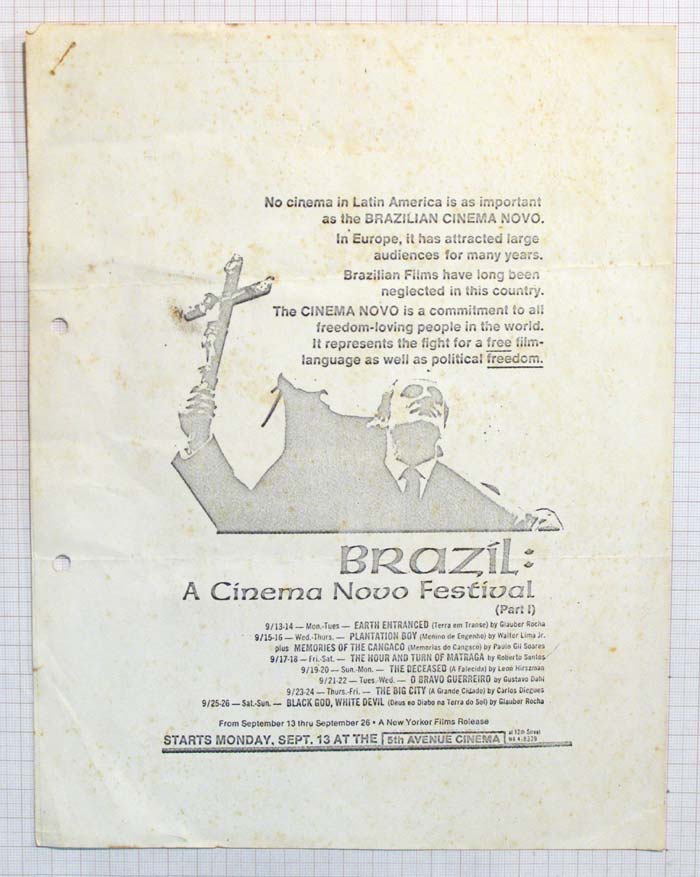 No cinema in Latin America is as important
as the BRAZILIAN CINEMA NOVO.
In Europe, it has attracted large
audiences for many years.
Brazilian Films have long been
neglected in this country.
The CINEMA NOVO is a commitment to all
freedom-loving people in the world.
It represents the fight for a free film-
language as well as political freedom.
BRAZIL:
A Cinema Novo Festival
(Part I)
9/13-14 — Mon.-Tues — EARTH ENTRANCED (Terra em Transe) by Glauber Rocha
9/15-16 — Wed.-Thurs. — PLANTATION BOY (Menino de Engenho) by Walter Lima Jr.
plus MEMORIES OF THE CANGACO (Memorias do Cangaco) by Paulo Gil Soares
9/17-18 — Fri.-Sat. — THE HOUR AND TURN OF MATRAGA by Roberto Santos
9/19-20 — Sun.-Mon. — THE DECEASED (A Falecida) by Leon Hirszman
9/21-22 — Tues.-Wed. — O BRAVO GUERREIRO by Gustavo Dahl
9/23-24 — Thurs.-Fri. — THE BIG CITY (A Grande Cidade) by Carlos Diegues
9/25-26 — Sat.-Sun. — BLACK GOD, WHITE DEVIL (Deus e o Diabo na Terra do Sol) by Glauber Rocha
From September 13 thru September 26 • A New Yorker Films Release
STARTS MONDAY, SEPT. 13 AT THE 5th AVENUE CINEMA at 12th Street
WA 4-8339